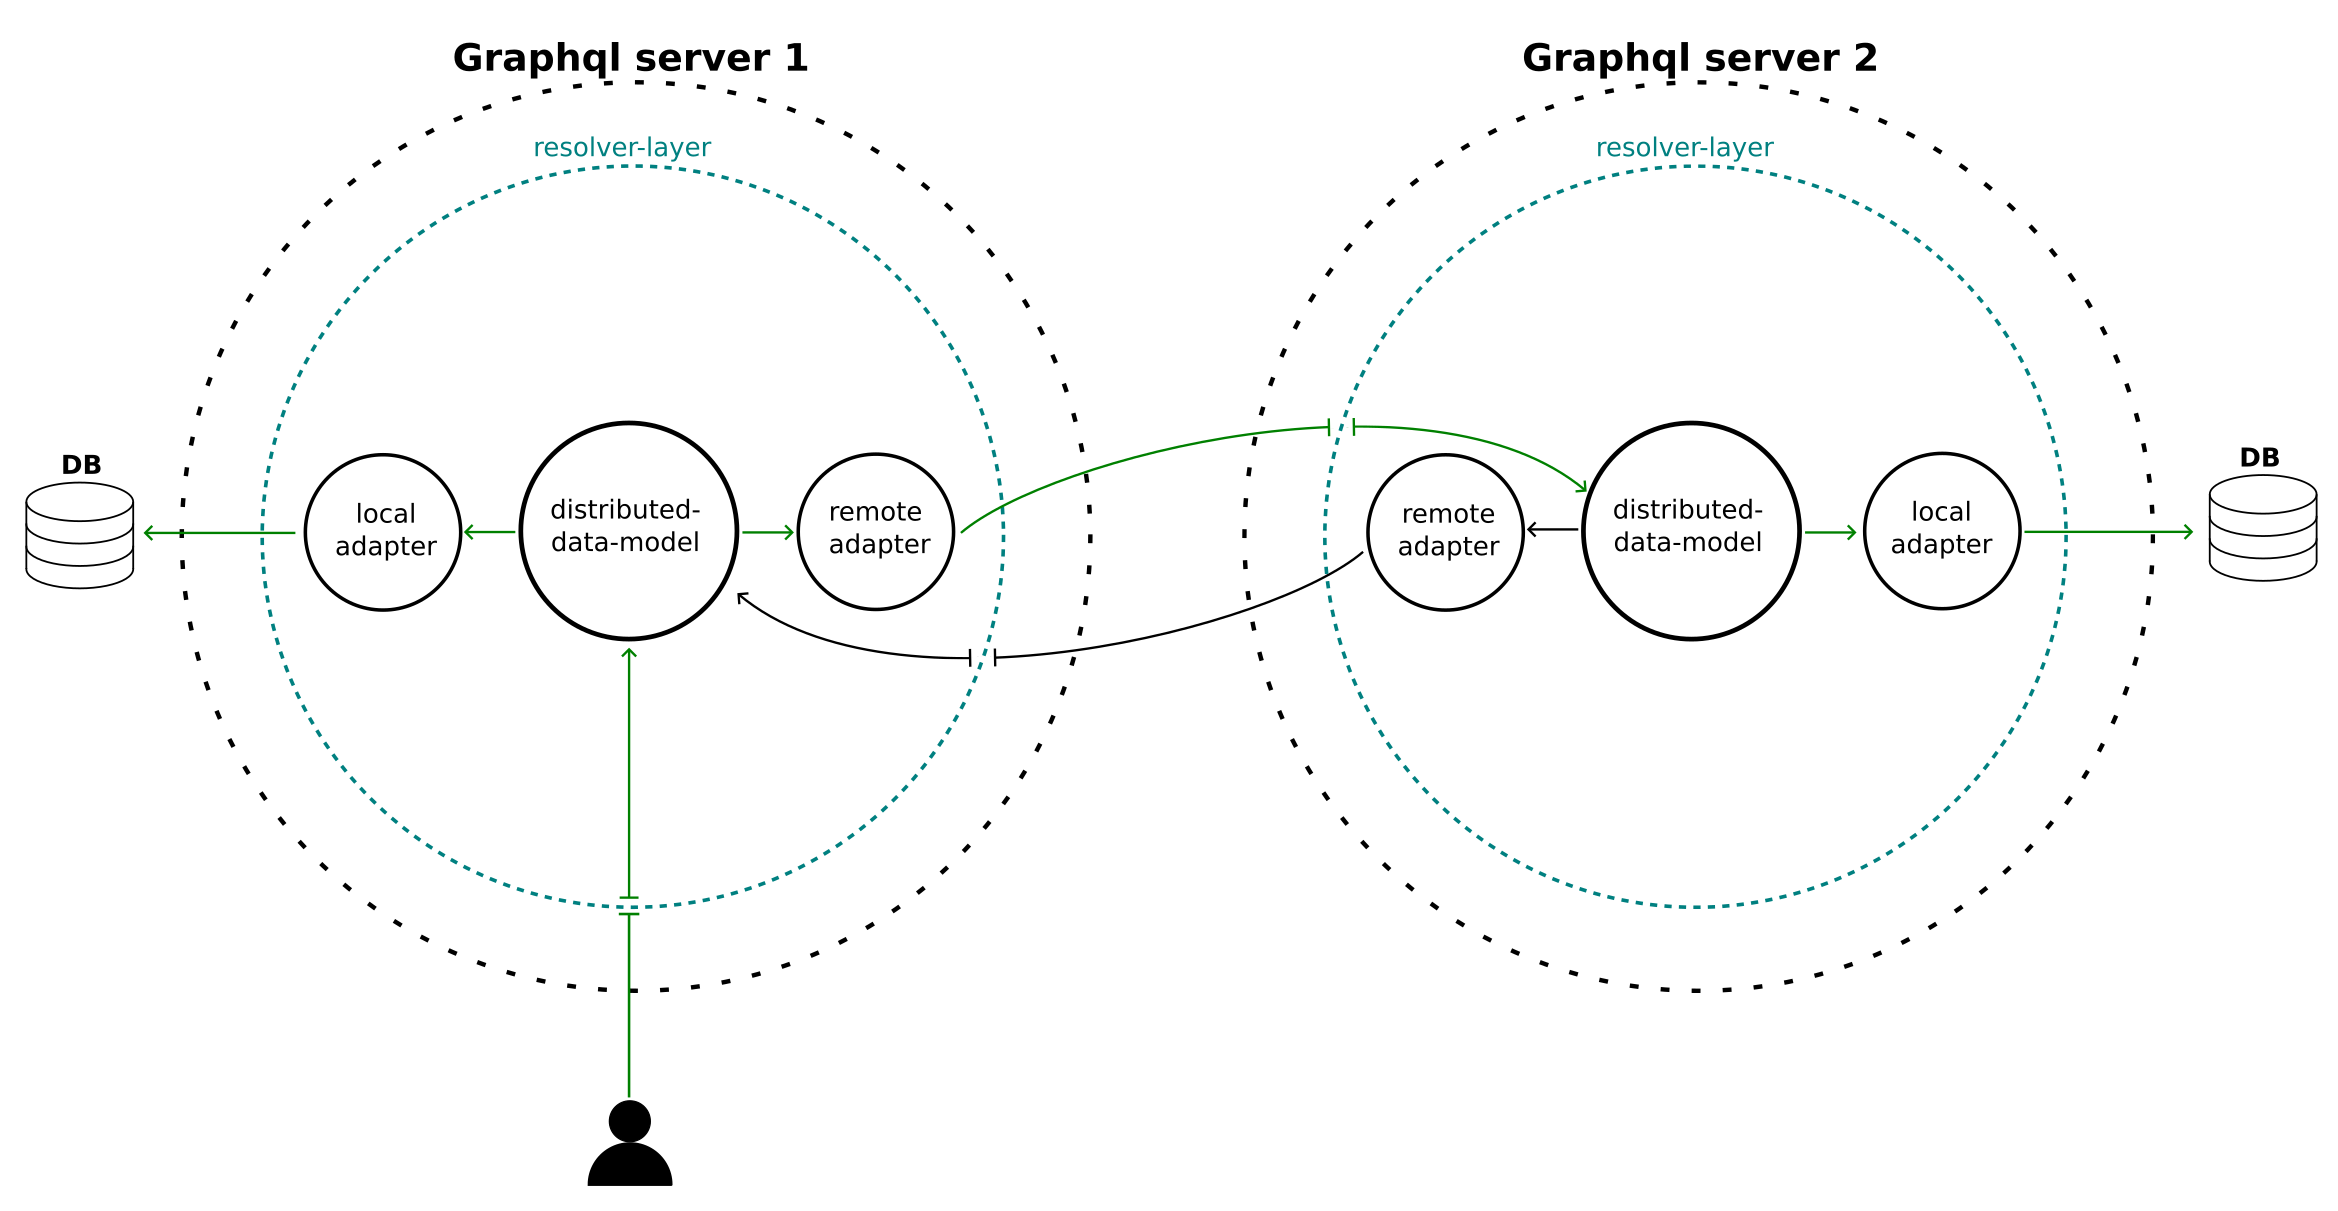 Graphql server 1
Graphql server 2
resolver-layer
resolver-layer
DB
local
adapter
distributed-
data-model
remote
adapter
remote
adapter
distributed-
data-model
local
adapter
DB